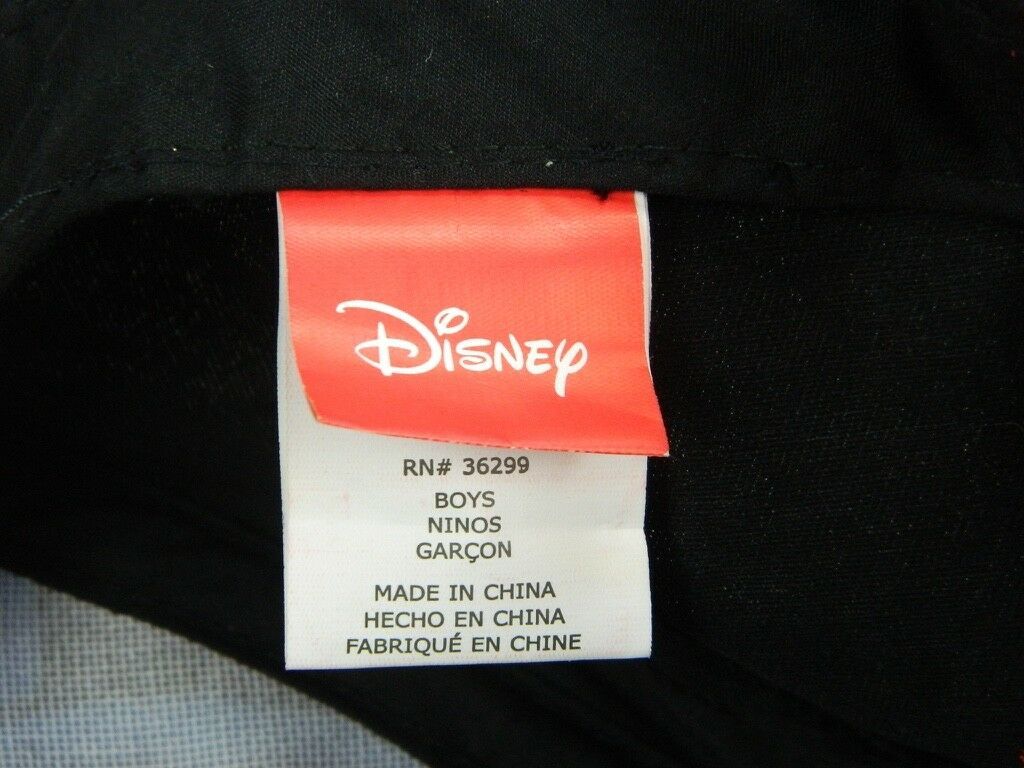 Disney
RN# 36299
BOYS
NINOS
GARÇON
MADE IN CHINA
HECHO EN CHINA
FABRIQUÉ EN CHINE